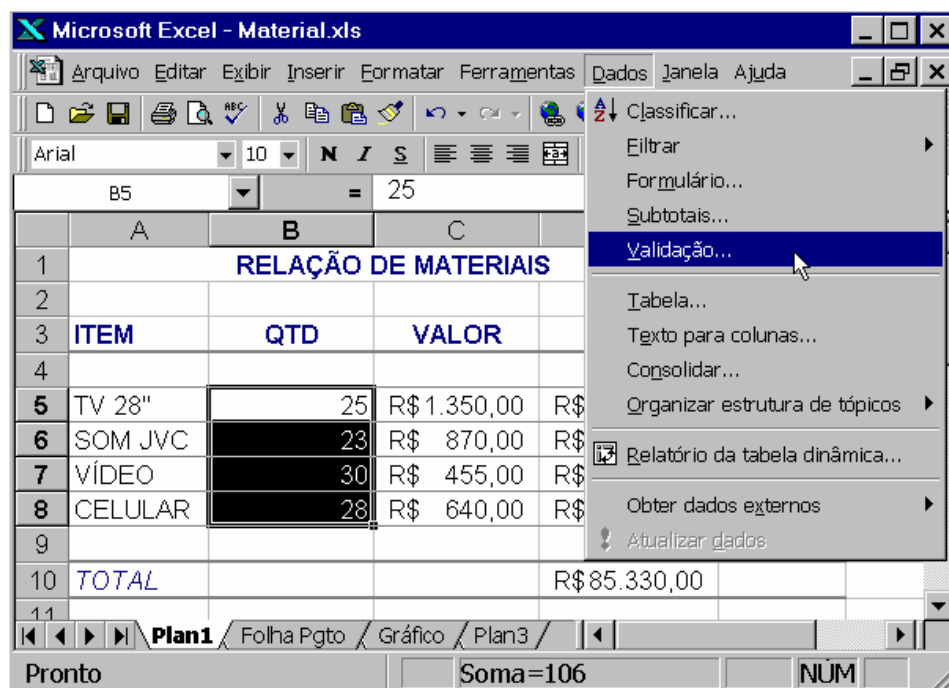 Microsoft Excel - Material.xls
Arquivo Editar Exibir Inserir Formatar Ferramentas Dados Janela Ajuda
Arial 10 N I S
B5 = 25
Classificar...
Filtrar
Formulário...
Subtotais...
Validação...
Tabela...
Texto para colunas...
Consolidar...
Organizar estrutura de tópicos
Relatório da tabela dinâmica...
Obter dados externos
Atualizar dados
A B C
1 RELAÇÃO DE MATERIAIS
2
3 ITEM QTD VALOR
4
5 TV 28" 25 R$ 1.350,00 R$
6 SOM JVC 23 R$ 870,00 R$
7 VÍDEO 30 R$ 455,00 R$
8 CELULAR 28 R$ 640,00 R$
9
10 TOTAL R$ 85.330,00
11
Plan1 Folha Pgto Gráfico Plan3
Pronto Soma=106 NÚM